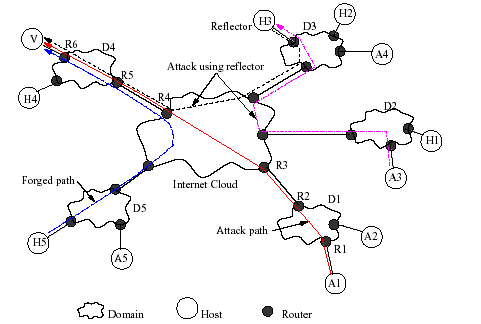 Reflector
H3
D3
H2
V
R6
D4
A4
R5
Attack using reflector
H4
R4
D2
H1
R3
A3
Internet Cloud
Forged path
R2
D1
D5
Attack path
A2
H5
R1
A5
A1
Domain
Host
Router